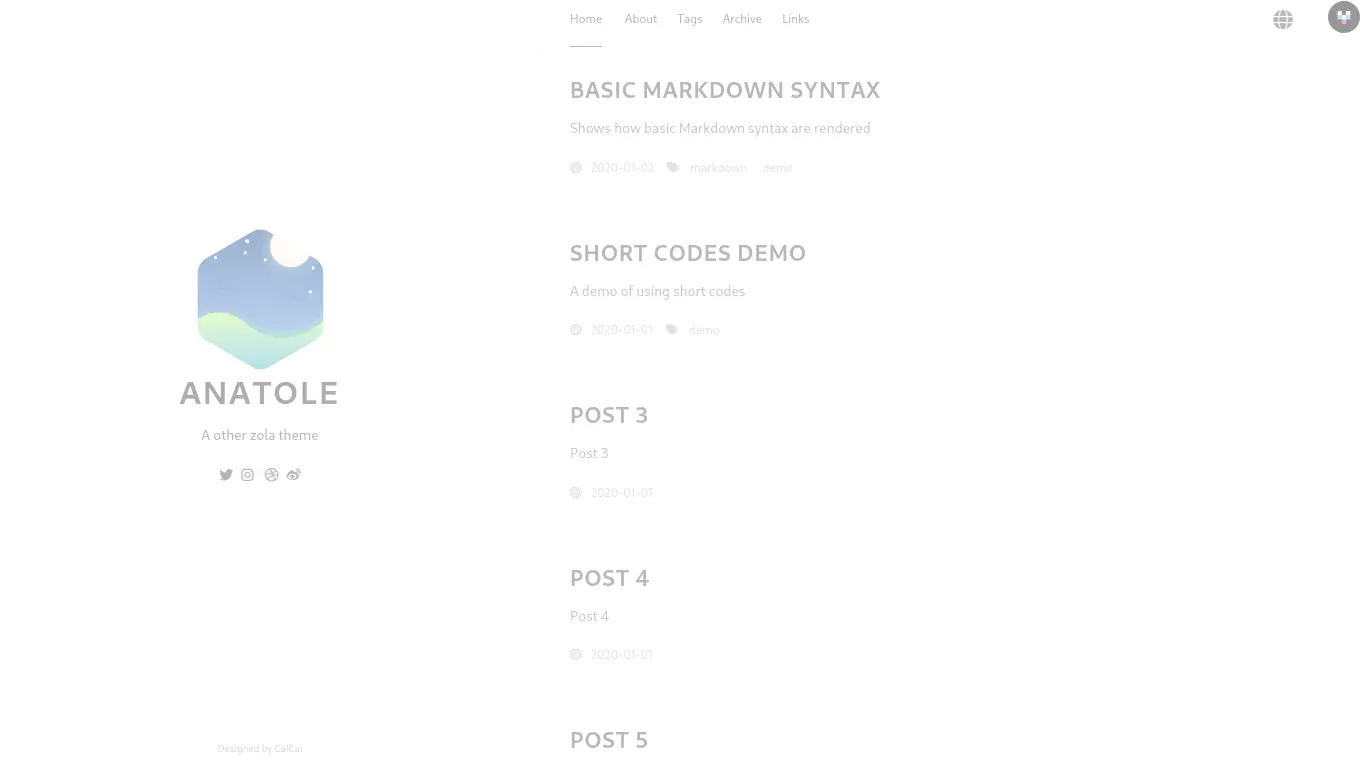 Home About Tags Archive Links
BASIC MARKDOWN SYNTAX
Shows how basic Markdown syntax are rendered
2020-01-02 markdown demo
SHORT CODES DEMO
A demo of using short codes
2020-01-01 demo
POST 3
Post 3
2020-01-01
POST 4
Post 4
2020-01-01
POST 5
ANATOLE
A other zola theme
Designed by CaiCai